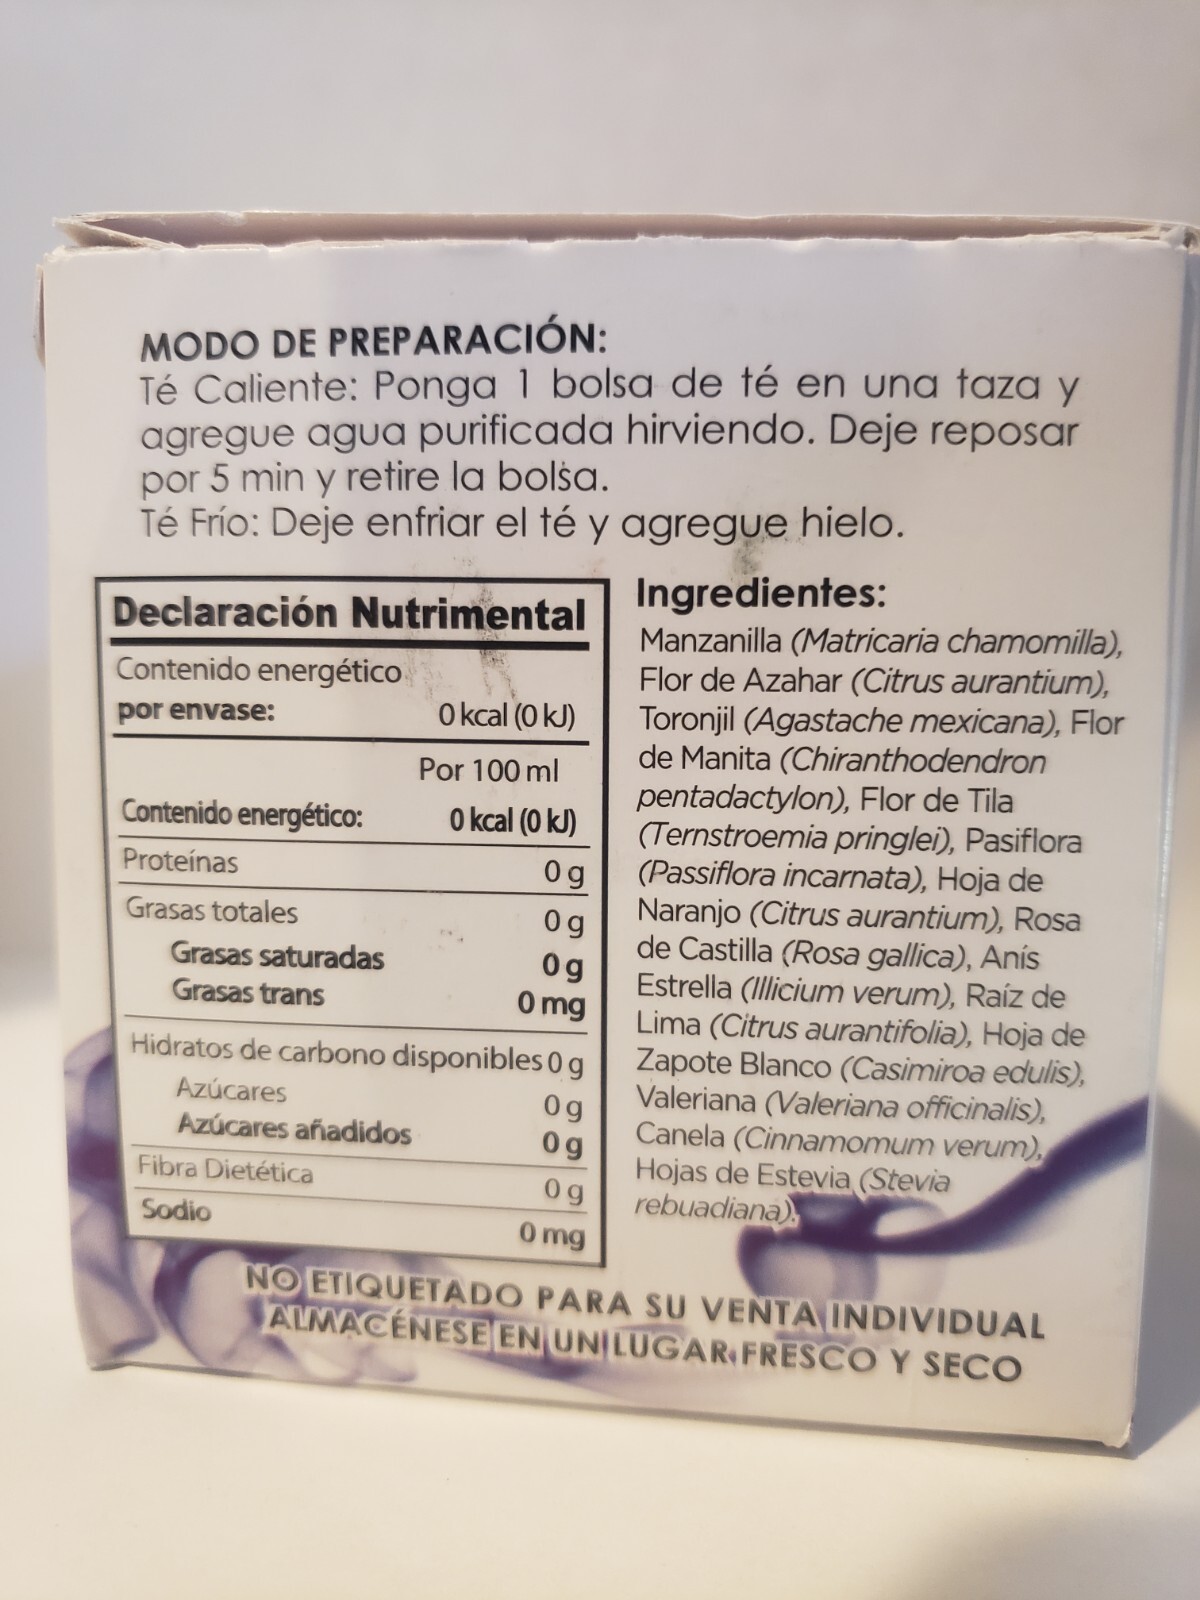 MODO DE PREPARACIÓN:
Té Caliente: Ponga 1 bolsa de té en una taza y
agregue agua purificada hirviendo. Deje reposar
por 5 min y retire la bolsa.
Té Frío: Deje enfriar el té y agregue hielo.
Declaración Nutrimental
Contenido energético
por envase: 0 kcal (0 kJ)
Por 100 ml
Contenido energético: 0 kcal (0 kJ)
Proteínas 0 g
Grasas totales 0 g
Grasas saturadas 0 g
Grasas trans 0 mg
Hidratos de carbono disponibles 0 g
Azúcares 0 g
Azúcares añadidos 0 g
Fibra Dietética 0 g
Sodio 0 mg
Ingredientes:
Manzanilla (Matricaria chamomilla),
Flor de Azahar (Citrus aurantium),
Toronjil (Agastache mexicana), Flor
de Manita (Chiranthodendron
pentadactylon), Flor de Tila
(Ternstroemia pringlei), Pasiflora
(Passiflora incarnata), Hoja de
Naranjo (Citrus aurantium), Rosa
de Castilla (Rosa gallica), Anís
Estrella (Illicium verum), Raíz de
Lima (Citrus aurantifolia), Hoja de
Zapote Blanco (Casimiroa edulis),
Valeriana (Valeriana officinalis),
Canela (Cinnamomum verum),
Hojas de Estevia (Stevia
rebuadiana).
NO ETIQUETADO PARA SU VENTA INDIVIDUAL
ALMACÉNESE EN UN LUGAR FRESCO Y SECO